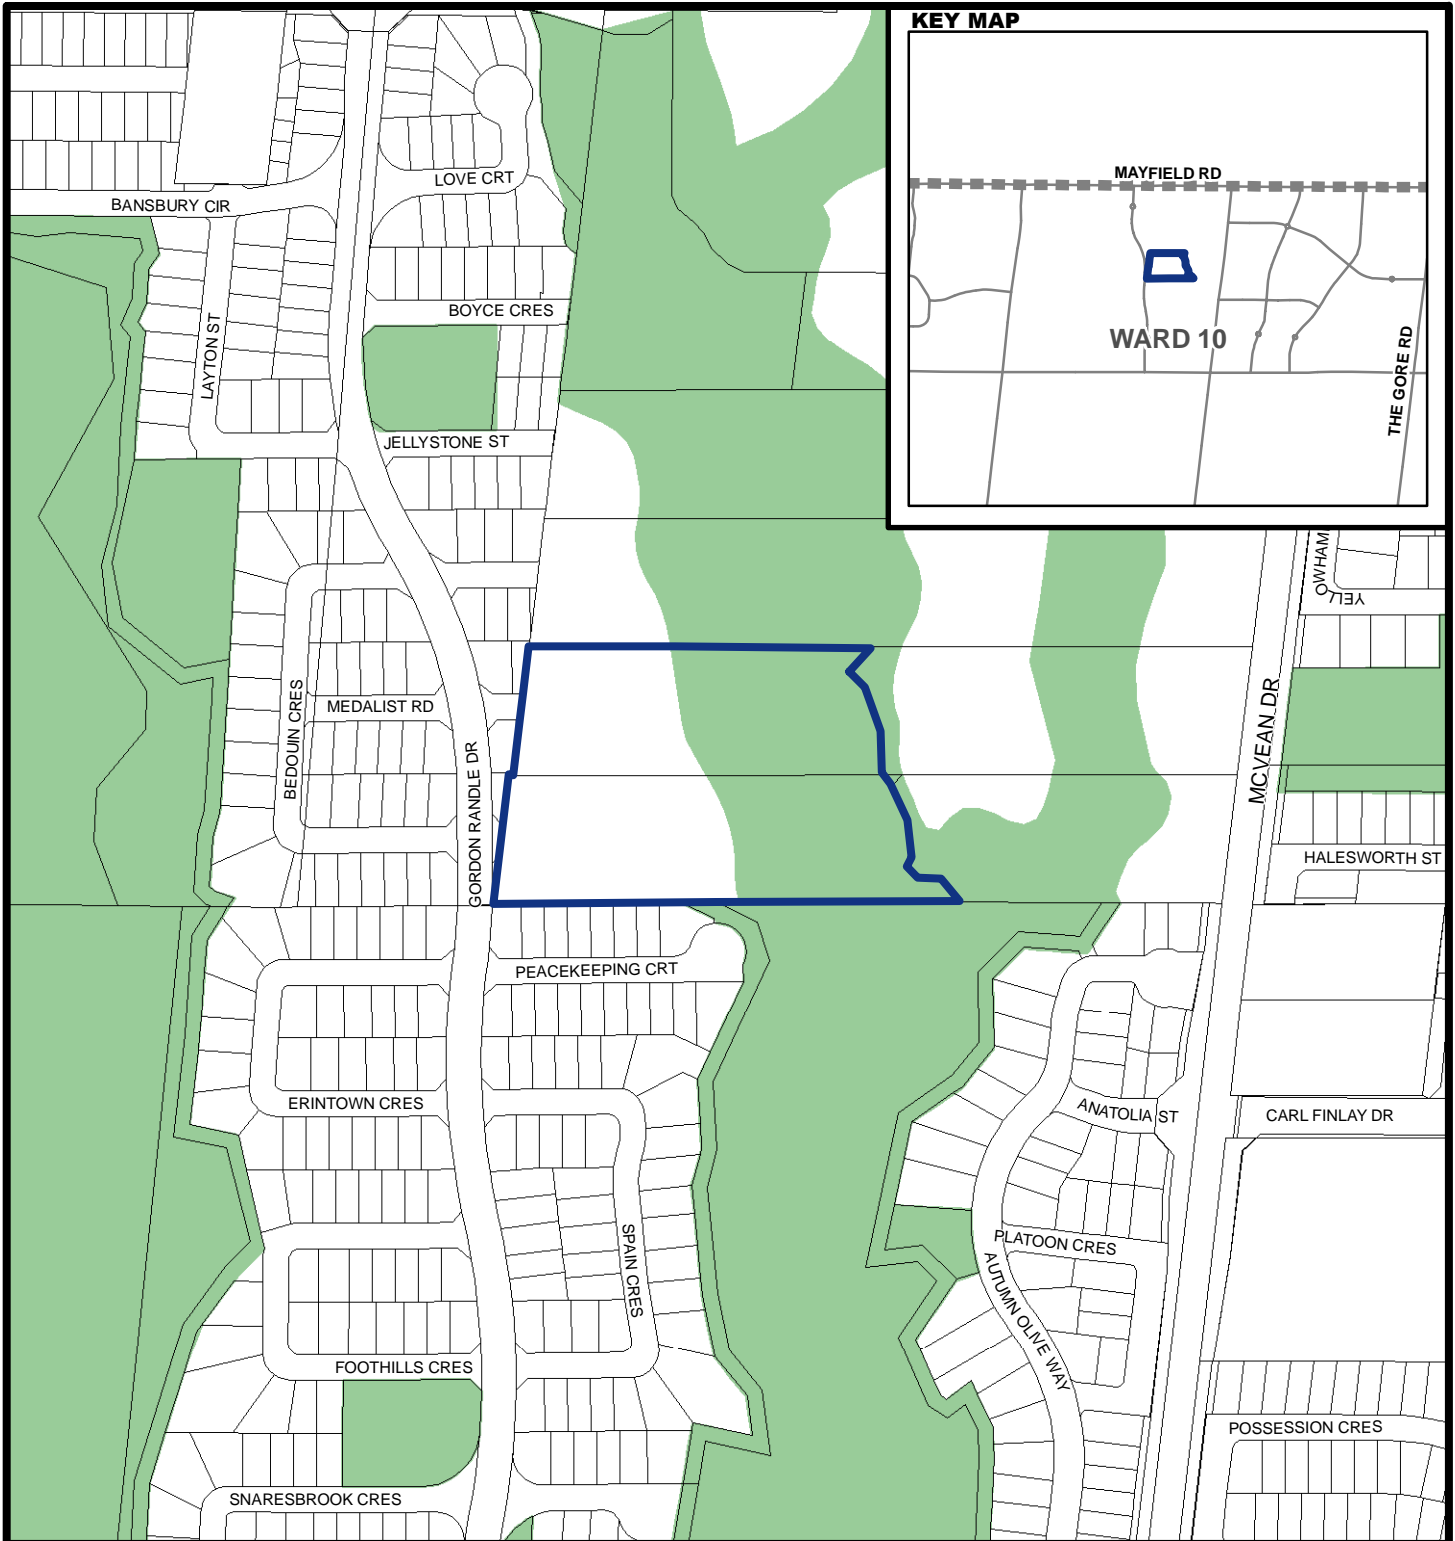 KEY MAP
MAYFIELD RD
WARD 10
THE GORE RD
LOVE CRT
BANSBURY CIR
BOYCE CRES
LAYTON ST
JELLYSTONE ST
YELLOWHAM
BEDOUIN CRES
MEDALIST RD
GORDON RANDLE DR
MCVEAN DR
HALESWORTH ST
PEACEKEEPING CRT
ERINTOWN CRES
ANATOLIA ST
CARL FINLAY DR
SPAIN CRES
PLATOON CRES
AUTUMN OLIVE WAY
FOOTHILLS CRES
POSSESSION CRES
SNARESBROOK CRES